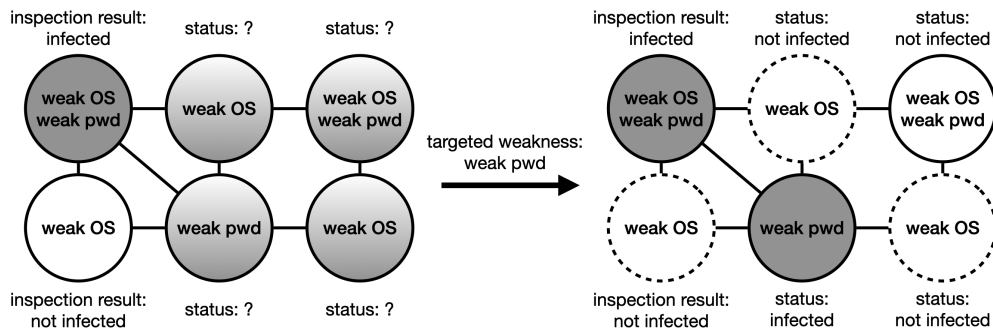 inspection result:
infected
status: ?
status: ?
weak OS
weak pwd
weak OS
weak OS
weak pwd
weak OS
weak pwd
weak OS
inspection result:
not infected
status: ?
status: ?
targeted weakness:
weak pwd
inspection result:
infected
status:
not infected
status:
not infected
weak OS
weak pwd
weak OS
weak OS
weak pwd
weak OS
weak pwd
weak OS
inspection result:
not infected
status:
infected
status:
not infected